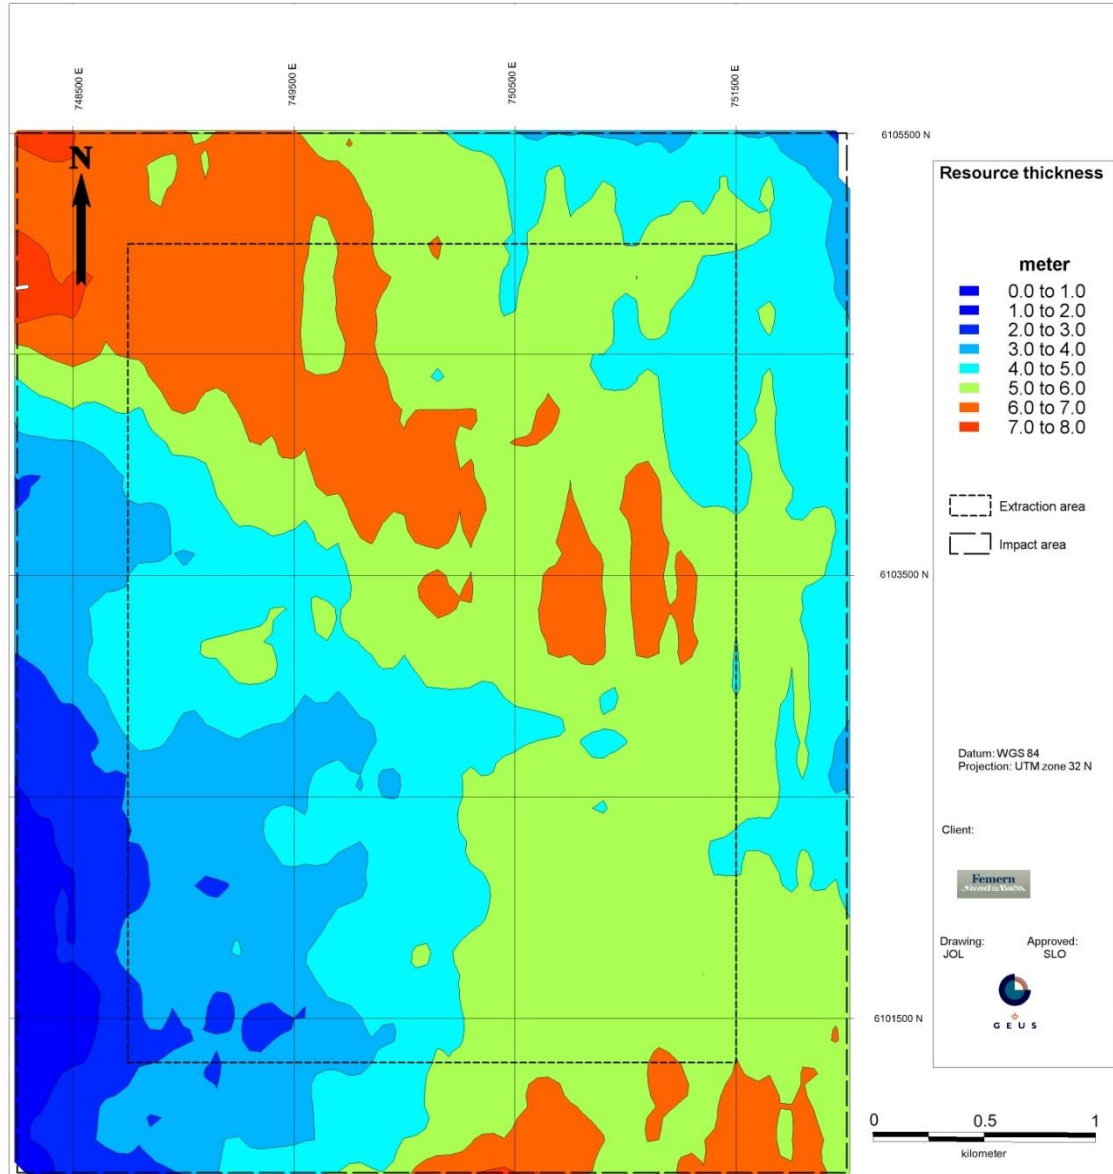 748500 E
749500 E
750500 E
751500 E
6105500 N
N
Resource thickness
meter
0.0 to 1.0
1.0 to 2.0
2.0 to 3.0
3.0 to 4.0
4.0 to 5.0
5.0 to 6.0
6.0 to 7.0
7.0 to 8.0
Extraction area
Impact area
6103500 N
Datum: WGS 84
Projection: UTM zone 32 N
Client:
Femern
Drawing: Approved:
JOL SLO
GEUS
6101500 N
0 0.5 1
kilometer